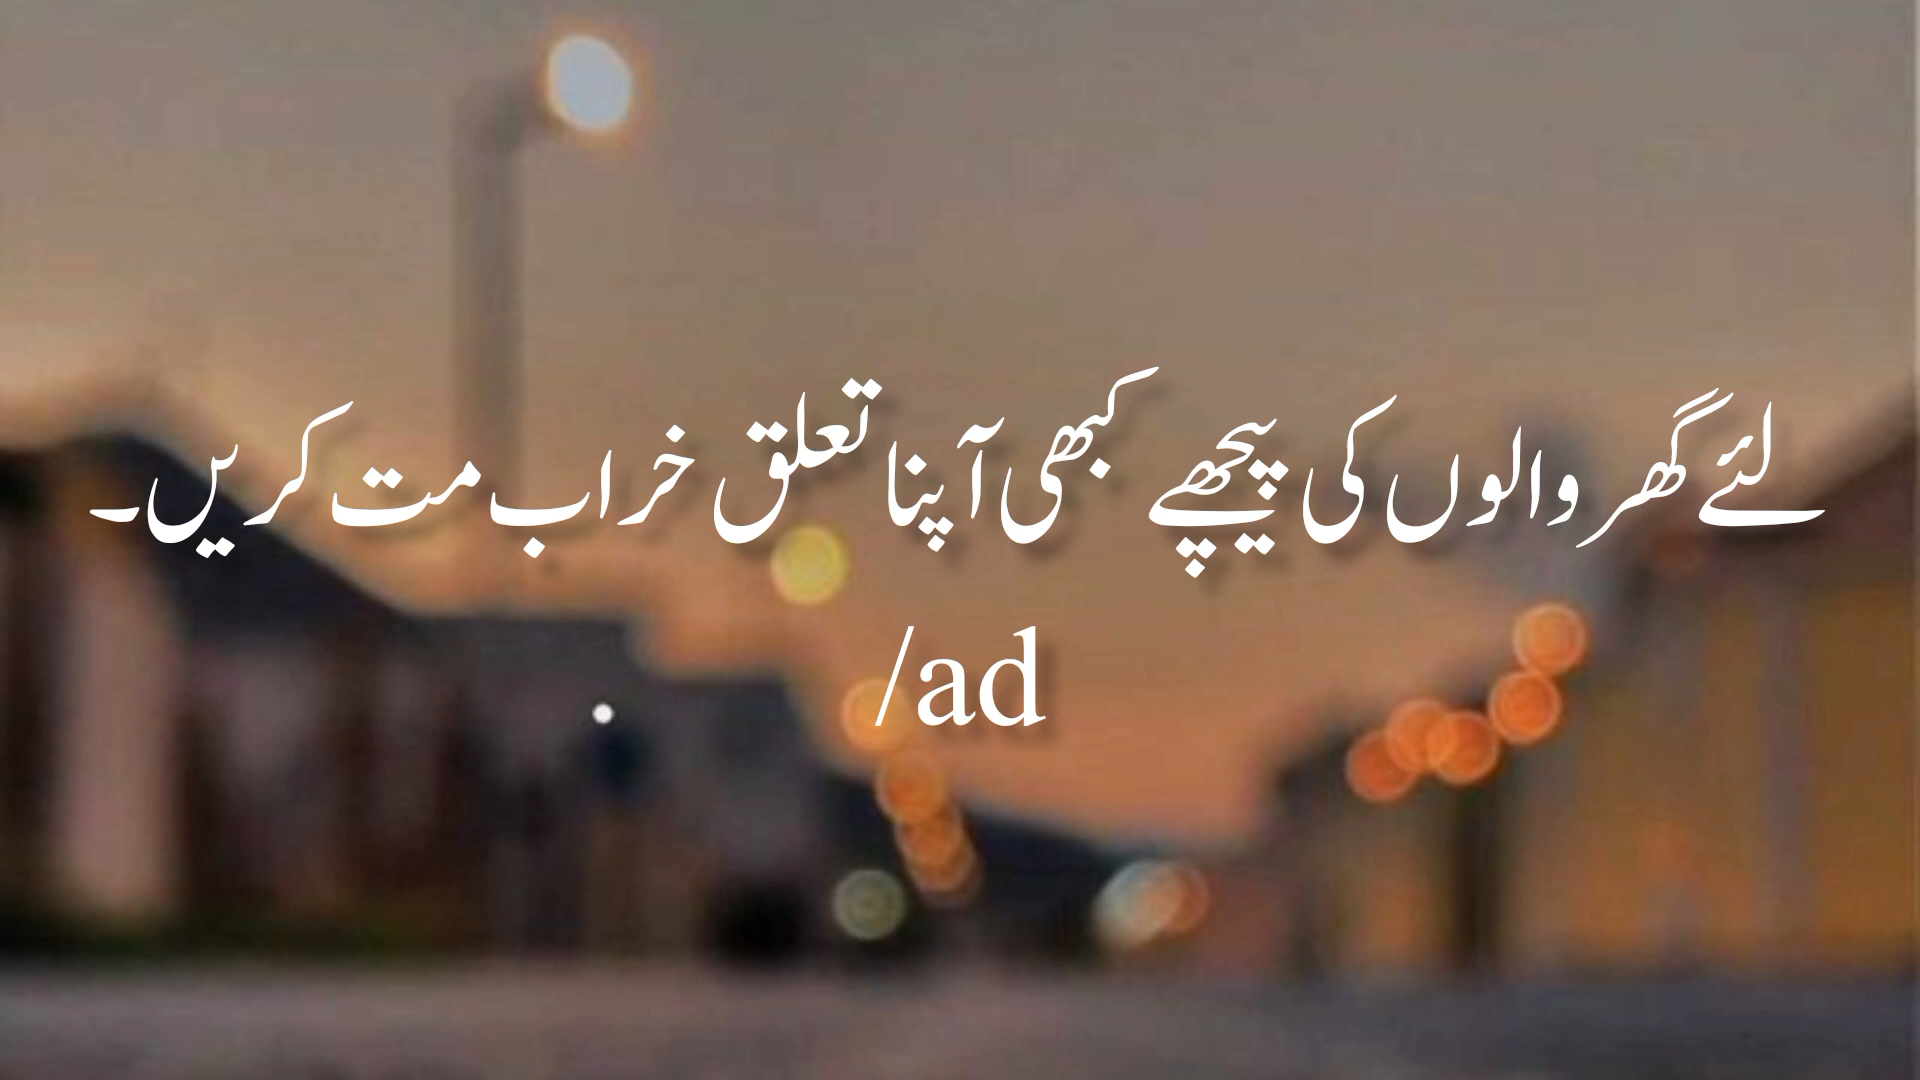 لئے گھر والوں کی پیچھے کبھی آپنا تعلق خراب مت کریں۔
/ad